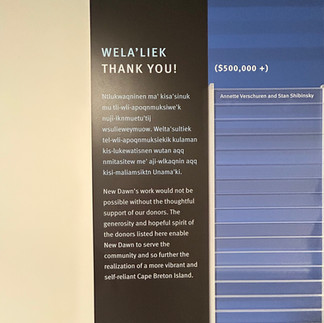 WELA'LIEK
THANK YOU!
Ntlukwaqninen ma' kisa'sinuk
mu tli-wli-apoqnmuksiwe'k
nuji-lknmuetu'tij
wsulieweymuow. Welta'sultiek
tel-wli-apoqnmuksiekik kulaman
kis-lukewatisnen wutan aqq
nmitasitew me' aji-wlkaqnin aqq
kisi-maliamsiktn Unama'ki.
New Dawn's work would not be
possible without the thoughtful
support of our donors. The
generosity and hopeful spirit of
the donors listed here enable
New Dawn to serve the
community and so further the
realization of a more vibrant and
self-reliant Cape Breton Island.
($500,000 +)
Annette Verschuren and Stan Shibinsky